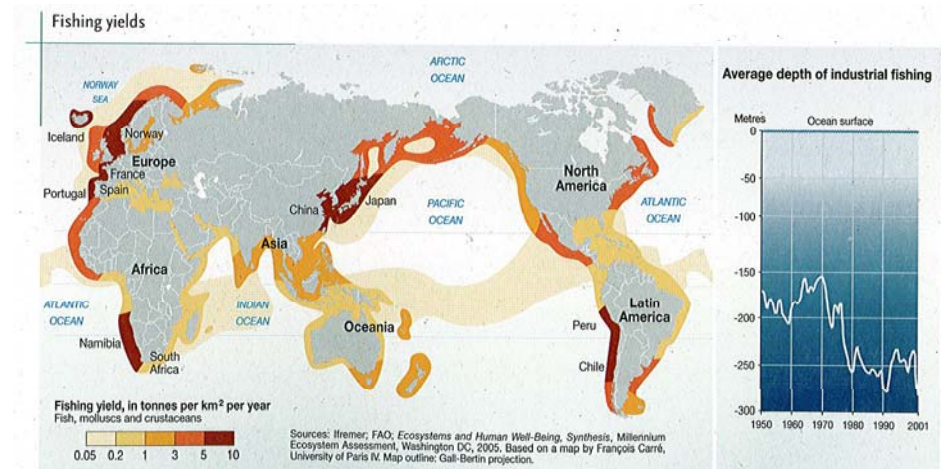 Fishing yields
ARCTIC
OCEAN
NORWAY
SEA
Iceland
Norway
Europe
France
Portugal
Spain
China
Japan
Asia
Africa
North
America
PACIFIC
OCEAN
ATLANTIC
OCEAN
ATLANTIC
OCEAN
INDIAN
OCEAN
Oceania
Latin
America
Peru
Chile
Namibia
South
Africa
Fishing yield, in tonnes per km² per year
Fish, molluscs and crustaceans
0.05 0.2 1 3 5 10
Sources: Ifremer; FAO; Ecosystems and Human Well-Being, Synthesis, Millennium
Ecosystem Assessment, Washington DC, 2005. Based on a map by François Carré,
University of Paris IV. Map outline: Gall-Bertin projection.
Average depth of industrial fishing
Metres
Ocean surface
0
-50
-100
-150
-200
-250
-300
1950 1960 1970 1980 1990 2001